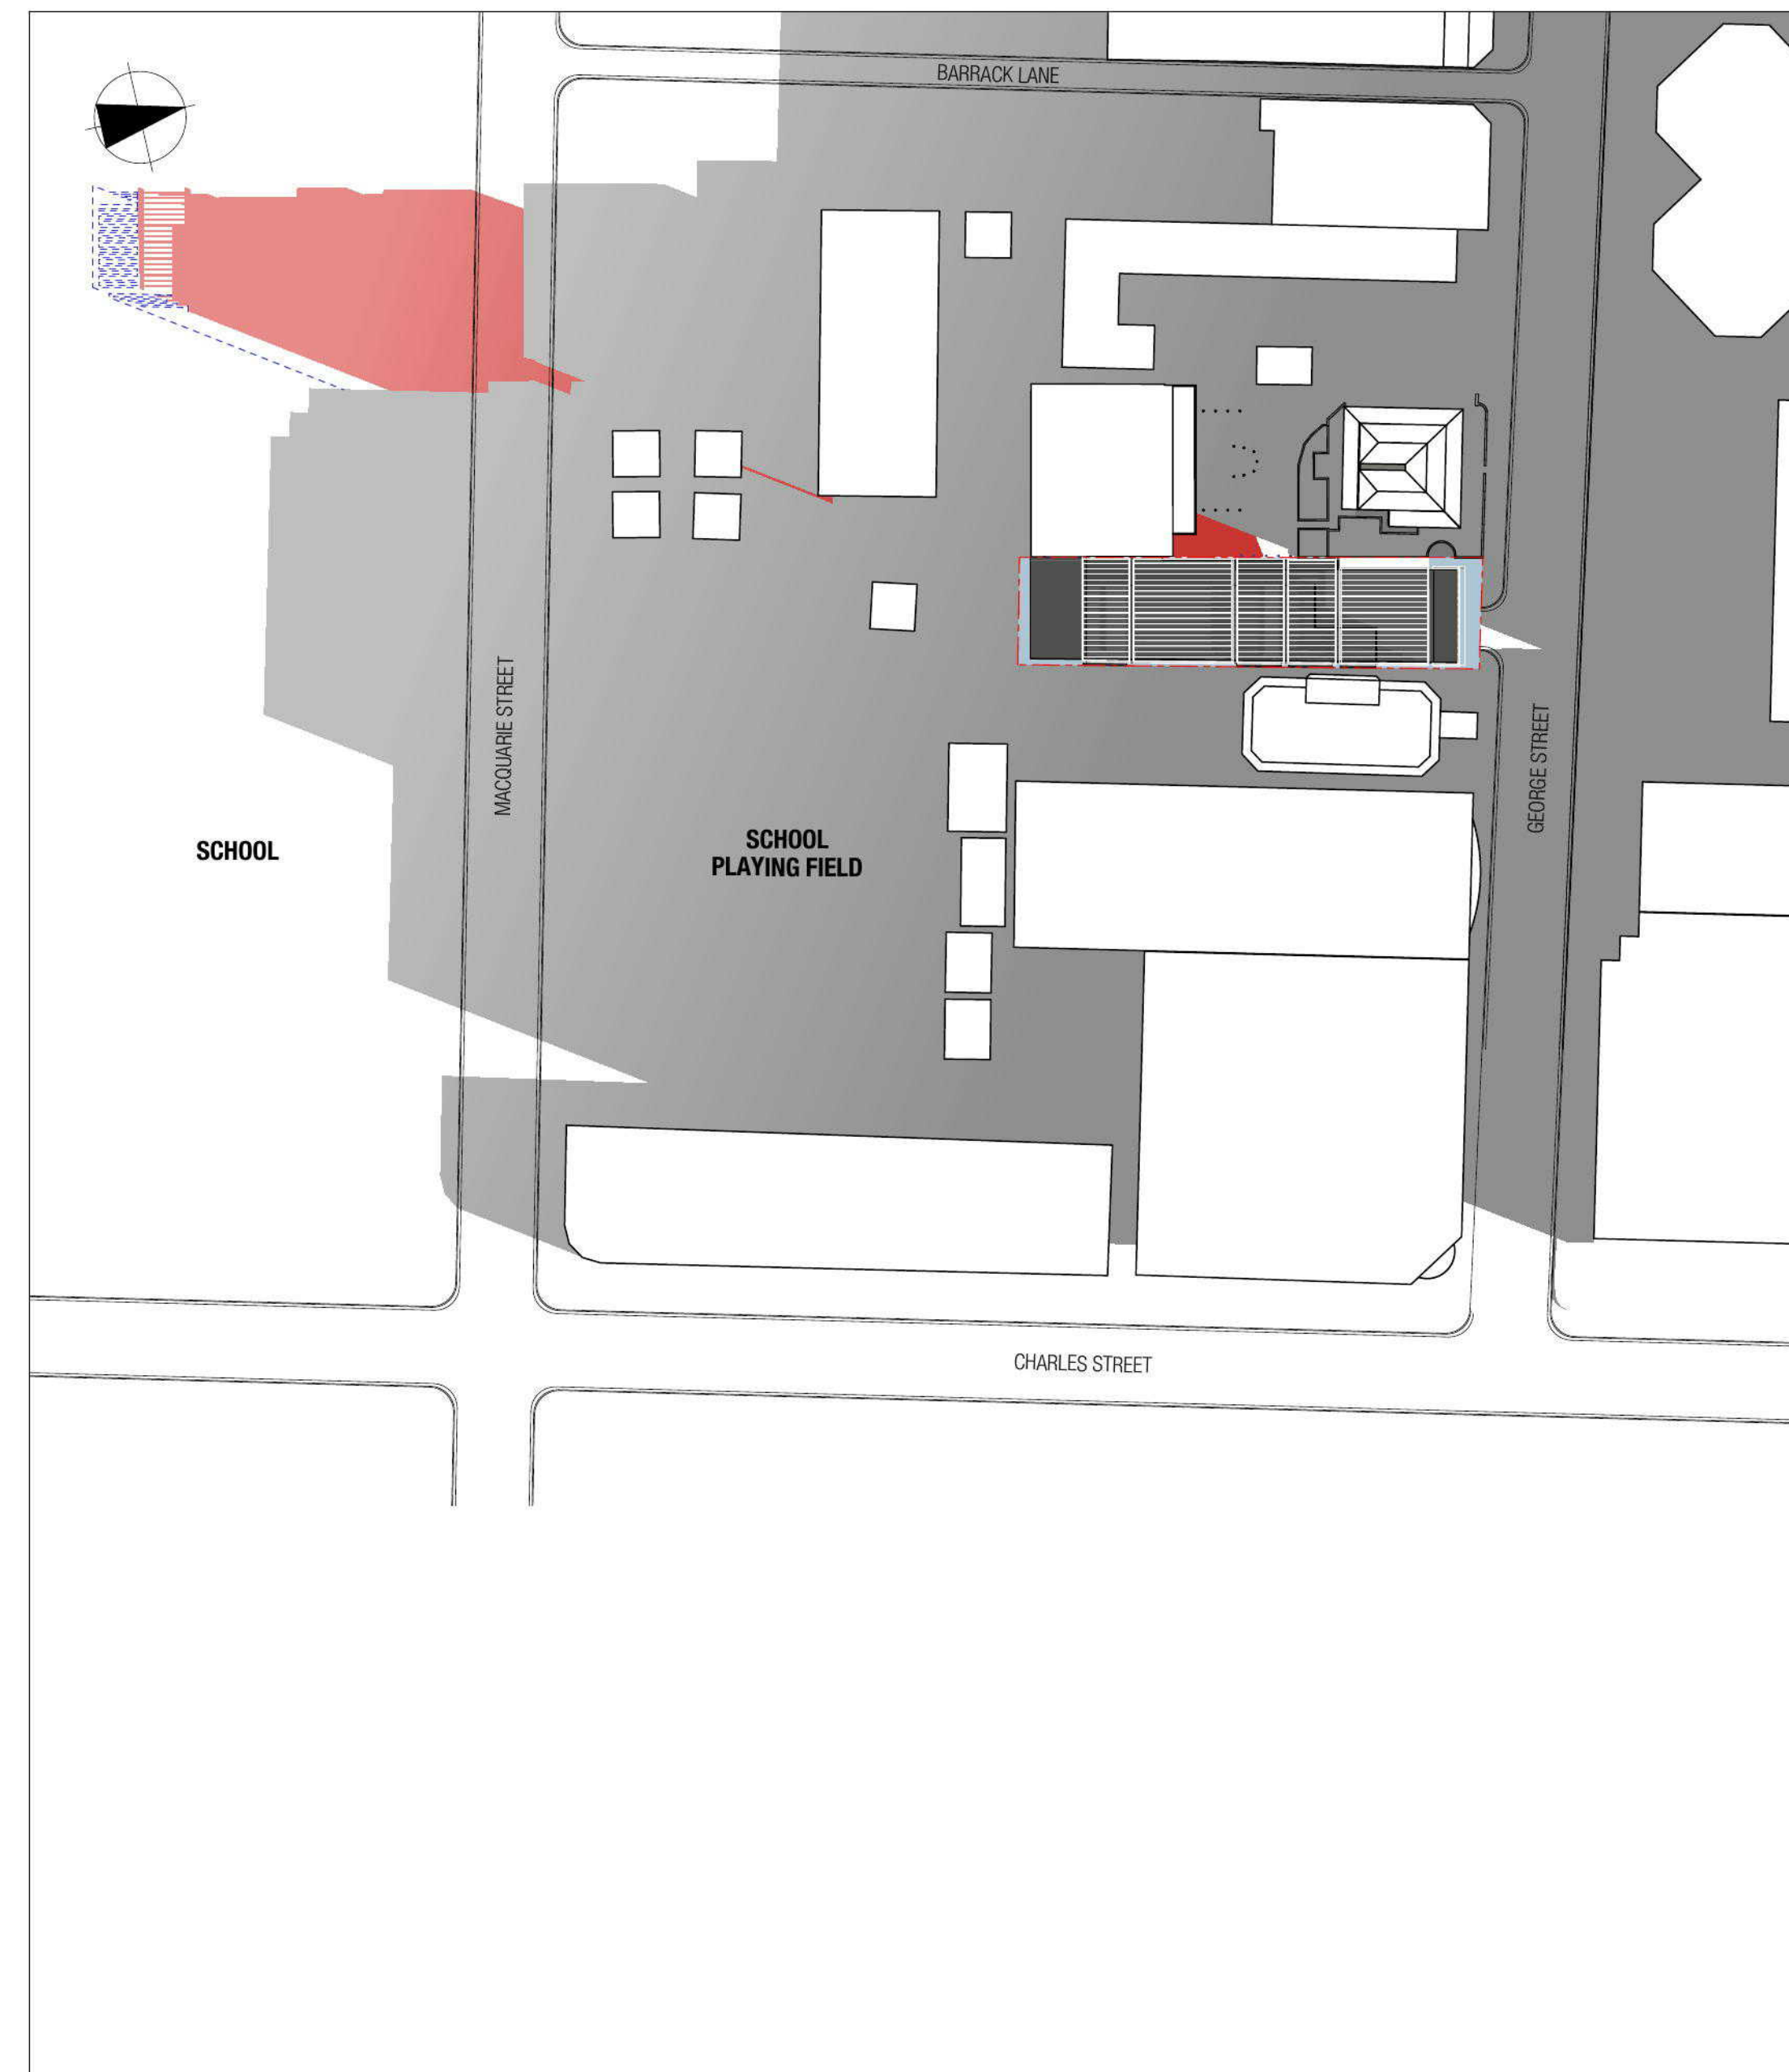 BARRACK LANE
MACQUARIE STREET
GEORGE STREET
SCHOOL
SCHOOL
PLAYING FIELD
CHARLES STREET